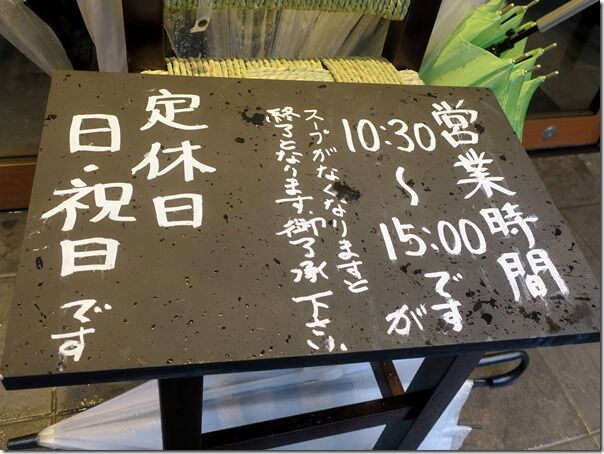 営業時間
10:30
〜
15:00ですが
スープがなくなりますと
終了となります御了承下さい
定休日
日・祝日です